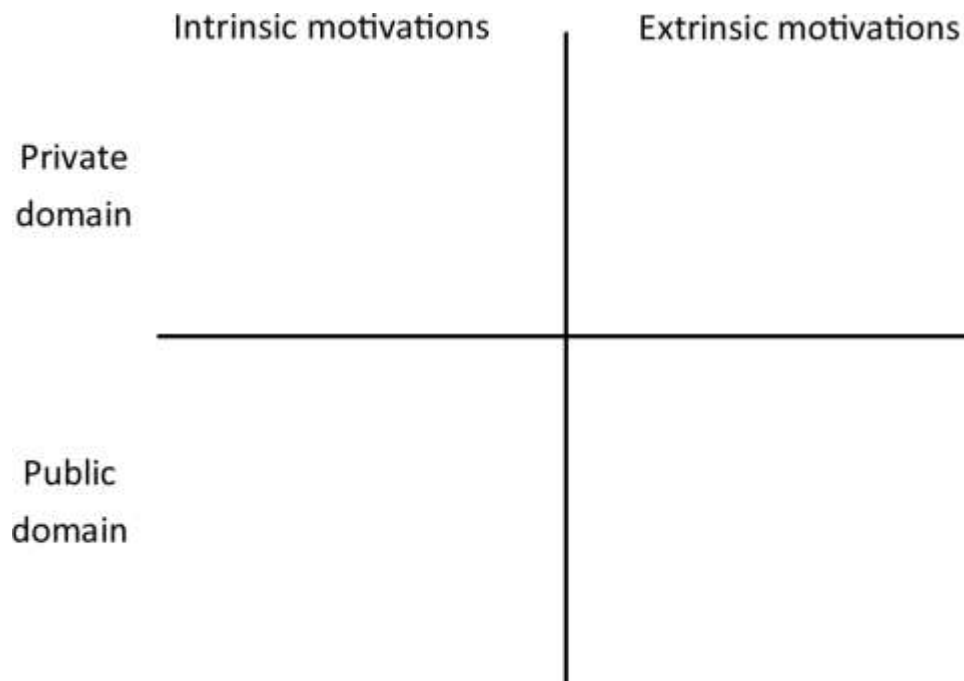 Intrinsic motivations
Extrinsic motivations
Private
domain
Public
domain